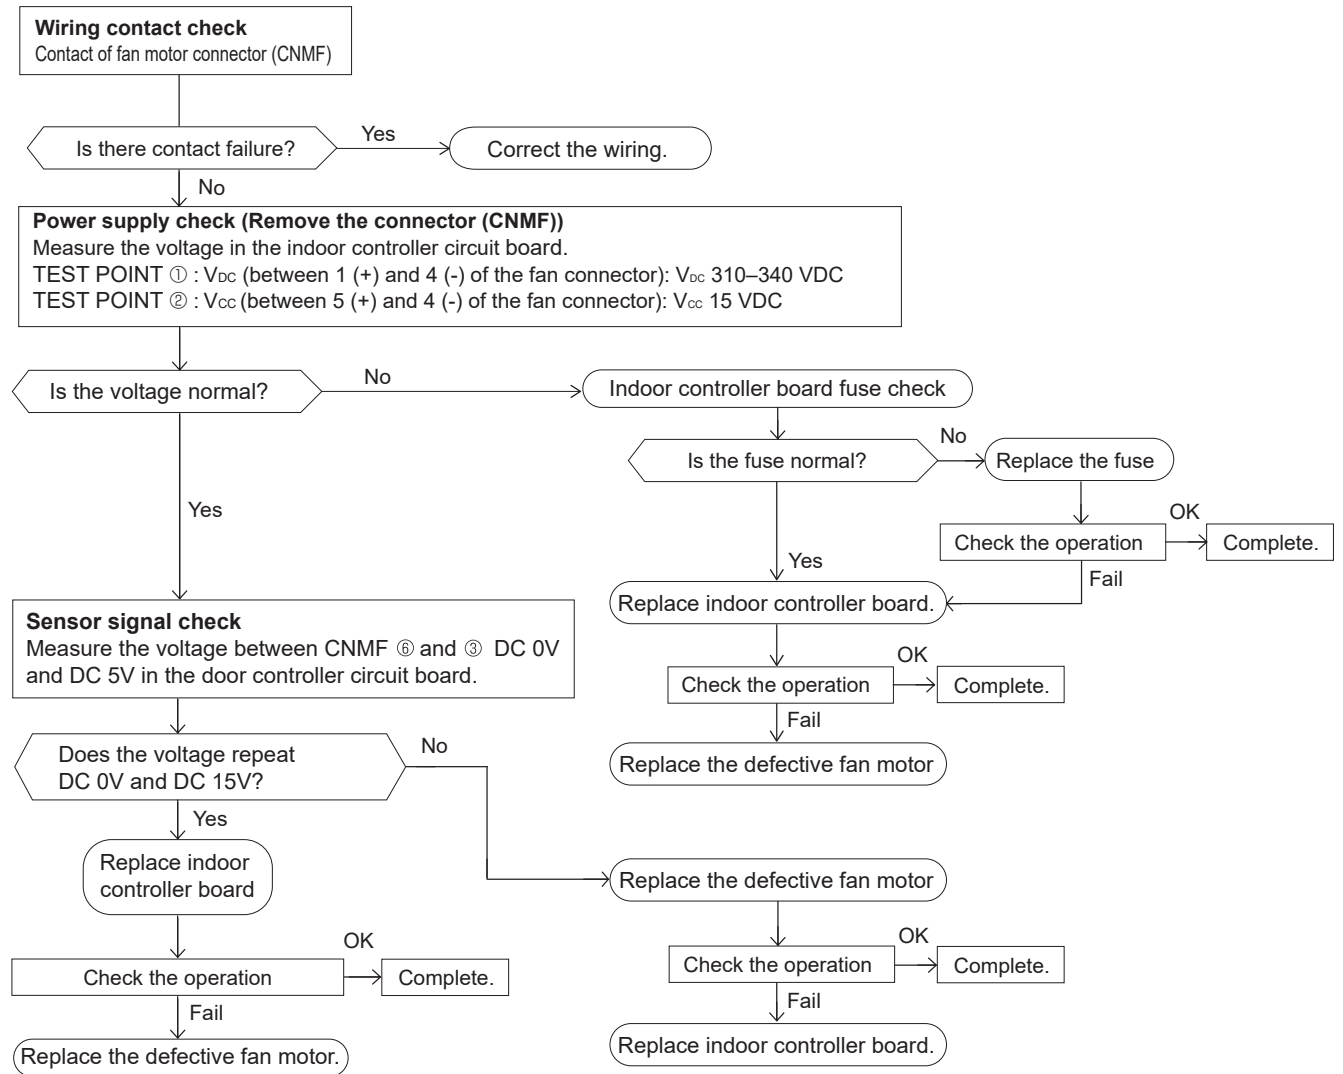 Wiring contact check
Contact of fan motor connector (CNMF)
Is there contact failure?
Yes
Correct the wiring.
No
Power supply check (Remove the connector (CNMF))
Measure the voltage in the indoor controller circuit board.
TEST POINT ① : VDC (between 1 (+) and 4 (-) of the fan connector): VDC 310–340 VDC
TEST POINT ② : VCC (between 5 (+) and 4 (-) of the fan connector): VCC 15 VDC
Is the voltage normal?
No
Indoor controller board fuse check
Is the fuse normal?
No
Replace the fuse
Check the operation
OK
Complete.
Fail
Yes
Replace indoor controller board.
Check the operation
OK
Complete.
Fail
Replace the defective fan motor
Yes
Sensor signal check
Measure the voltage between CNMF ⑥ and ③ DC 0V
and DC 5V in the door controller circuit board.
Does the voltage repeat
DC 0V and DC 15V?
No
Yes
Replace indoor
controller board
Check the operation
OK
Complete.
Fail
Replace the defective fan motor.
Replace the defective fan motor
Check the operation
OK
Complete.
Fail
Replace indoor controller board.